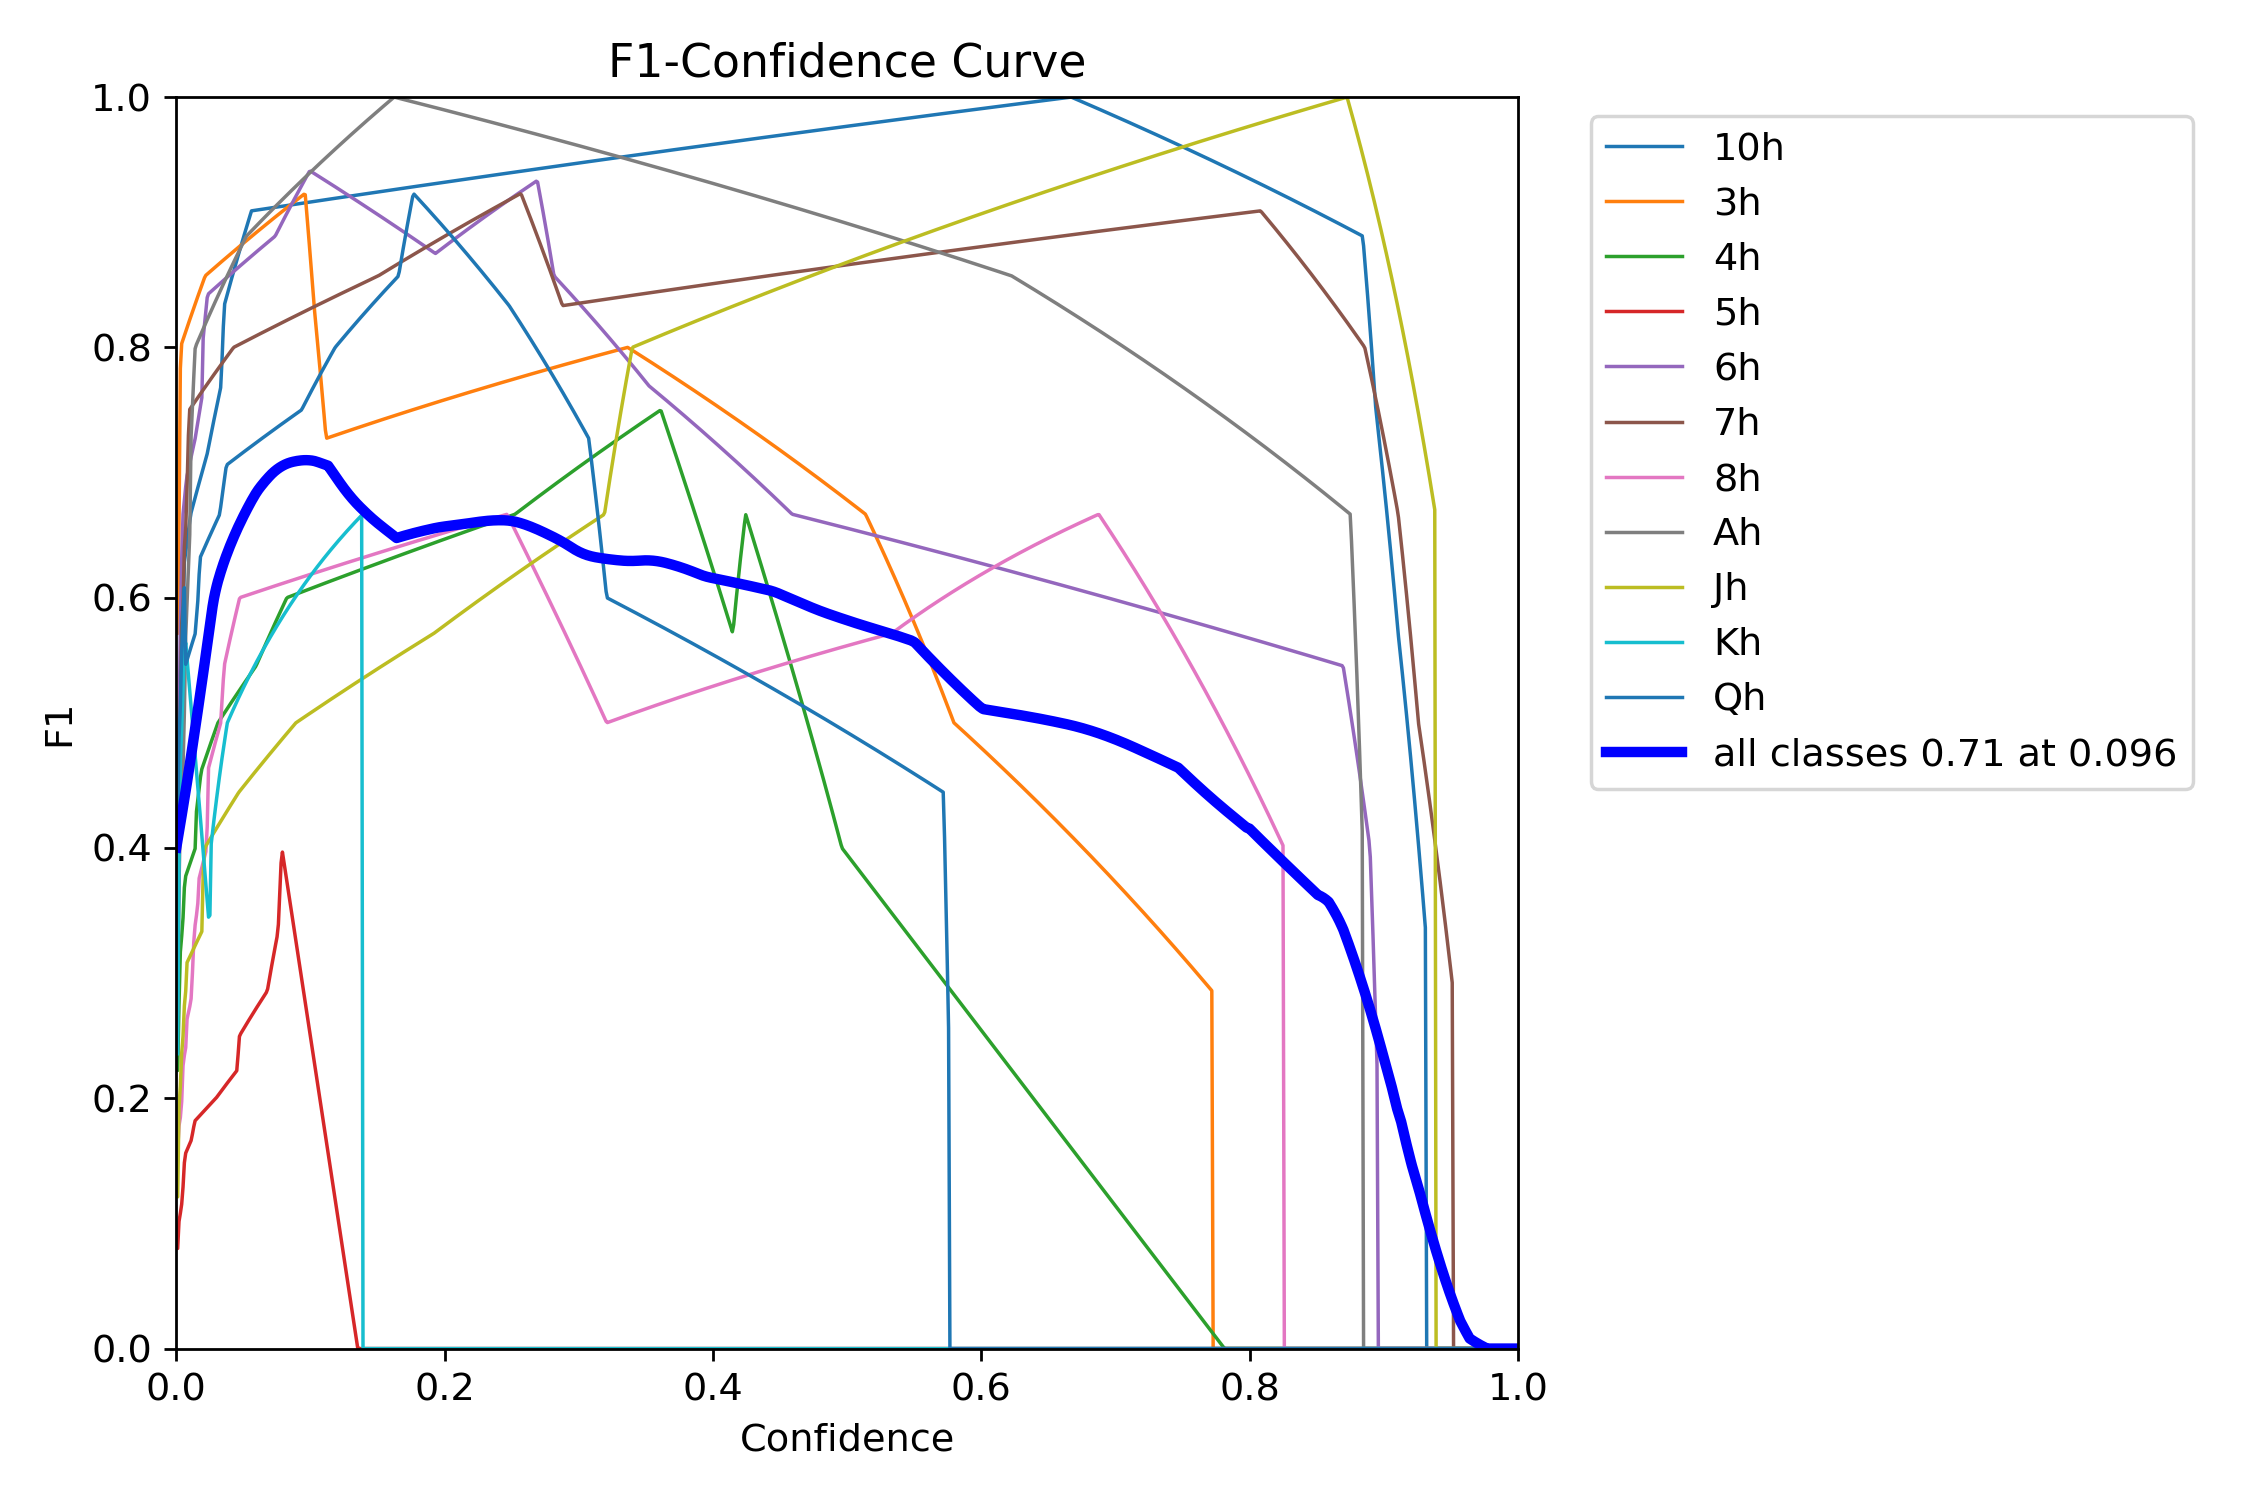 F1-Confidence Curve
1.0
0.8
0.6
0.4
0.2
0.0
F1
0.0 0.2 0.4 0.6 0.8 1.0
Confidence
10h
3h
4h
5h
6h
7h
8h
Ah
Jh
Kh
Qh
all classes 0.71 at 0.096